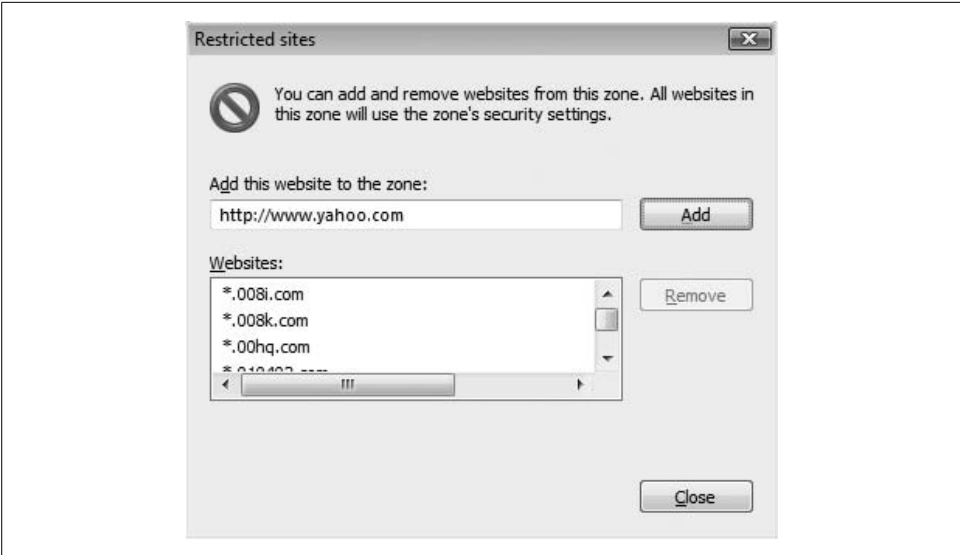 Restricted sites
You can add and remove websites from this zone. All websites in
this zone will use the zone's security settings.
Add this website to the zone:
http://www.yahoo.com
Add
Websites:
*.008i.com
*.008k.com
*.00hq.com
Remove
Close